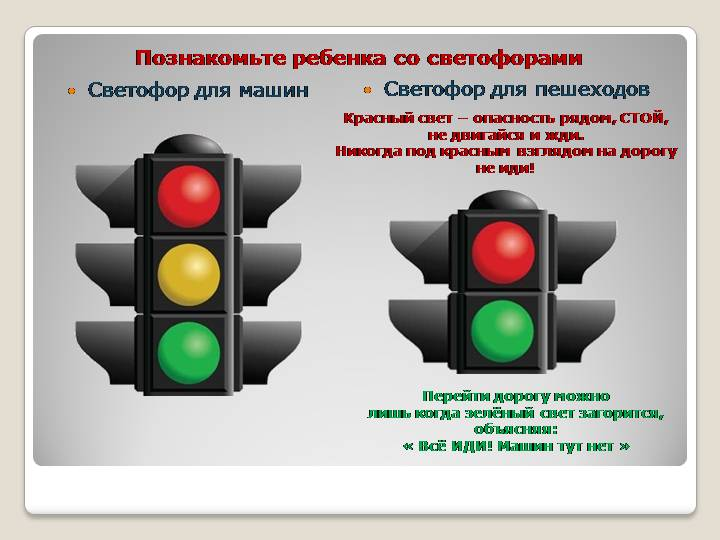 Познакомьте ребенка со светофорами
• Светофор для машин
• Светофор для пешеходов
Красный свет – опасность рядом, СТОЙ,
не двигайся и жди.
Никогда под красным взглядом на дорогу
не иди!
Перейти дорогу можно
лишь когда зелёный свет загорится,
объясняя:
« Всё ИДИ! Машин тут нет »